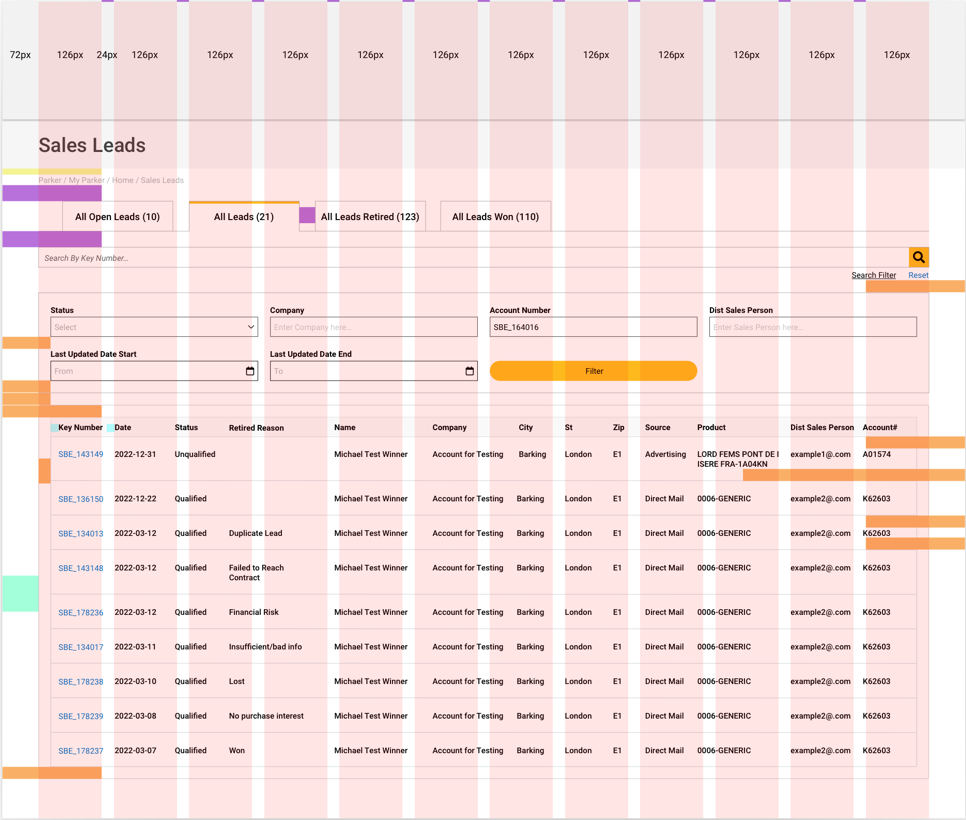 72px 126px 24px 126px 126px 126px 126px 126px 126px 126px 126px 126px 126px 126px
Sales Leads
Parker / My Parker / Home / Sales Leads
All Open Leads (10) All Leads (21) All Leads Retired (123) All Leads Won (110)
Search By Key Number...
Search Filter Reset
Status Company Account Number Dist Sales Person
Select Enter Company here... SBE_164016 Enter Sales Person here...
Last Updated Date Start Last Updated Date End
From To Filter
Key Number Date Status Retired Reason Name Company City St Zip Source Product Dist Sales Person Account#
SBE_143149 2022-12-31 Unqualified Michael Test Winner Account for Testing Barking London E1 Advertising LORD FEMS PONT DE I example1@.com A01574
ISERE FRA-1A04KN
SBE_136150 2022-12-22 Qualified Michael Test Winner Account for Testing Barking London E1 Direct Mail 0006-GENERIC example2@.com K62603
SBE_134013 2022-03-12 Qualified Duplicate Lead Michael Test Winner Account for Testing Barking London E1 Direct Mail 0006-GENERIC example2@.com K62603
SBE_143148 2022-03-12 Qualified Failed to Reach Michael Test Winner Account for Testing Barking London E1 Direct Mail 0006-GENERIC example2@.com K62603
Contract
SBE_178236 2022-03-12 Qualified Financial Risk Michael Test Winner Account for Testing Barking London E1 Direct Mail 0006-GENERIC example2@.com K62603
SBE_134017 2022-03-11 Qualified Insufficient/bad info Michael Test Winner Account for Testing Barking London E1 Direct Mail 0006-GENERIC example2@.com K62603
SBE_178238 2022-03-10 Qualified Lost Michael Test Winner Account for Testing Barking London E1 Direct Mail 0006-GENERIC example2@.com K62603
SBE_178239 2022-03-08 Qualified No purchase interest Michael Test Winner Account for Testing Barking London E1 Direct Mail 0006-GENERIC example2@.com K62603
SBE_178237 2022-03-07 Qualified Won Michael Test Winner Account for Testing Barking London E1 Direct Mail 0006-GENERIC example2@.com K62603